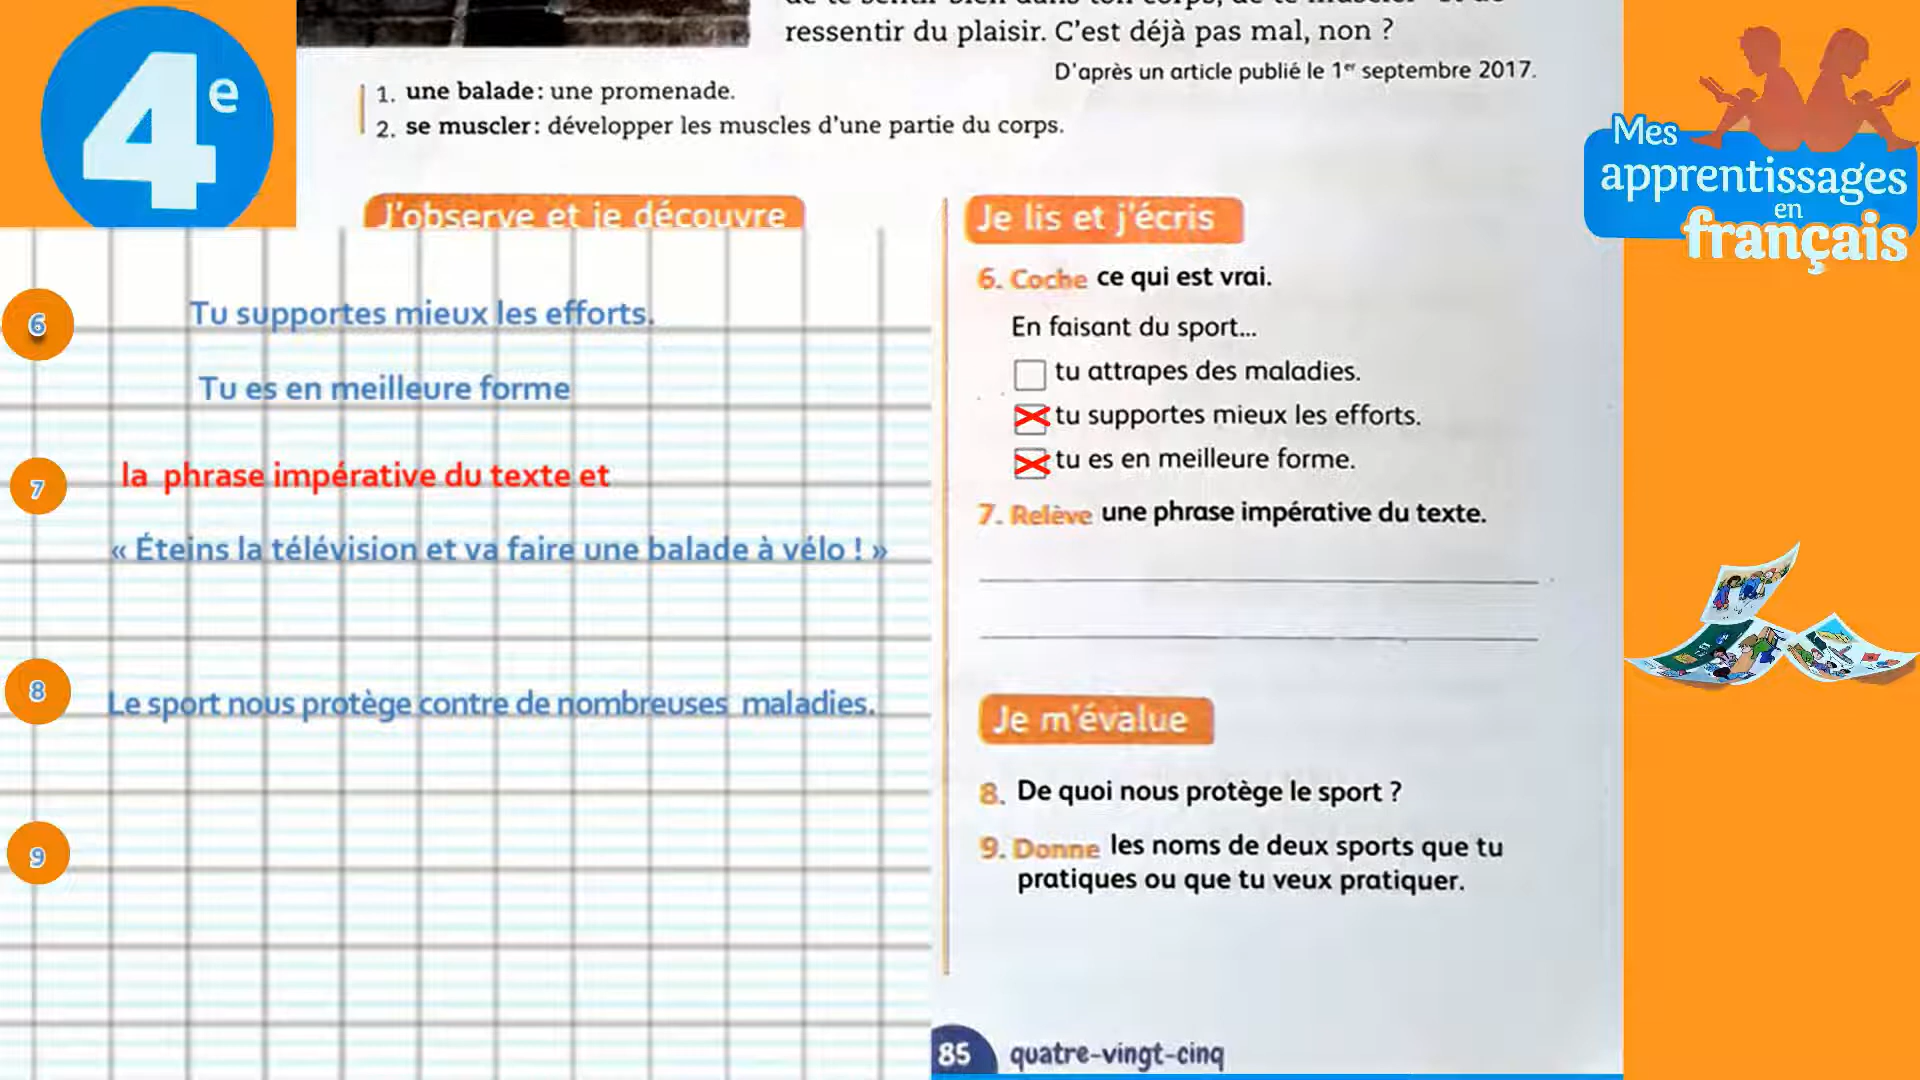 4e
ressentir du plaisir. C'est déjà pas mal, non ?
D'après un article publié le 1er septembre 2017.
1. une balade : une promenade.
2. se muscler : développer les muscles d'une partie du corps.
Mes
apprentissages
en
français
J'observe et je découvre
6
Tu supportes mieux les efforts.
Tu es en meilleure forme
7
la phrase impérative du texte et
« Éteins la télévision et va faire une balade à vélo ! »
8
Le sport nous protège contre de nombreuses maladies.
9
Je lis et j'écris
6. Coche ce qui est vrai.
En faisant du sport...
tu attrapes des maladies.
tu supportes mieux les efforts.
tu es en meilleure forme.
7. Relève une phrase impérative du texte.
Je m'évalue
8. De quoi nous protège le sport ?
9. Donne les noms de deux sports que tu
pratiques ou que tu veux pratiquer.
85 quatre-vingt-cinq